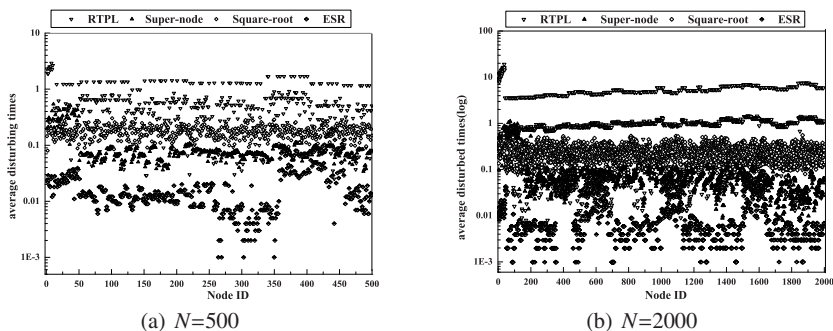 RTPL Super-node Square-root ESR
10
1
0.1
0.01
1E-3
average disturbing times
0 50 100 150 200 250 300 350 400 450 500
Node ID
(a) N=500
RTPL Super-node Square-root ESR
100
10
1
0.1
0.01
1E-3
average disturbed times(log)
0 200 400 600 800 1000 1200 1400 1600 1800 2000
Node ID
(b) N=2000